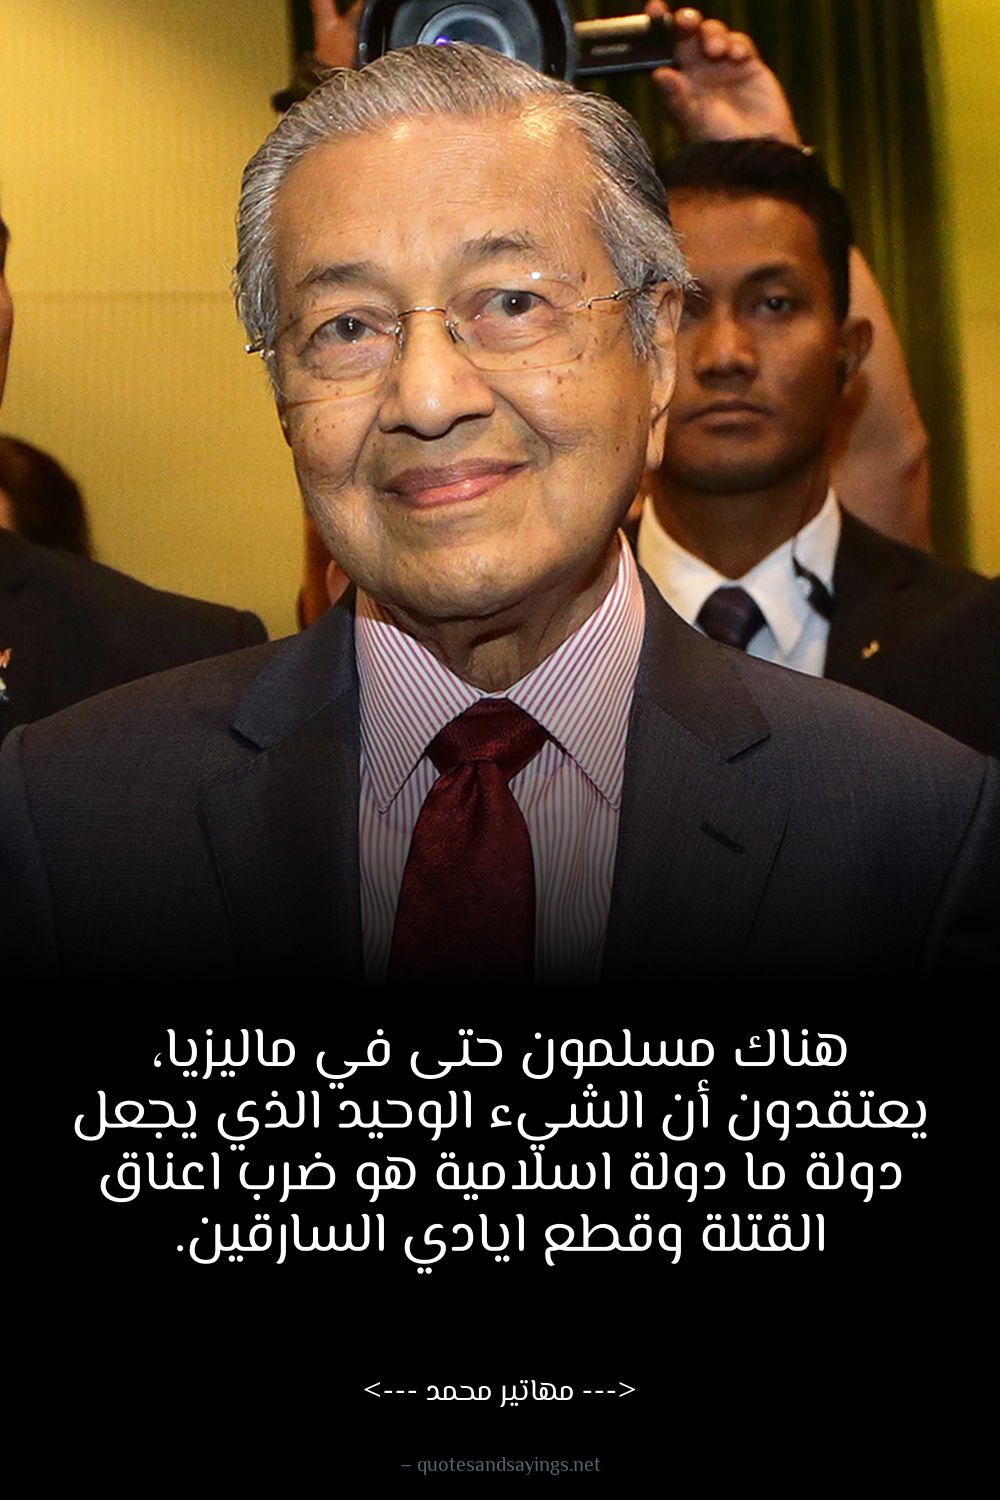 هناك مسلمون حتى في ماليزيا،
يعتقدون أن الشيء الوحيد الذي يجعل
دولة ما دولة اسلامية هو ضرب اعناق
القتلة وقطع ايادي السارقين.
<--- مهاتير محمد --->
– quotesandsayings.net